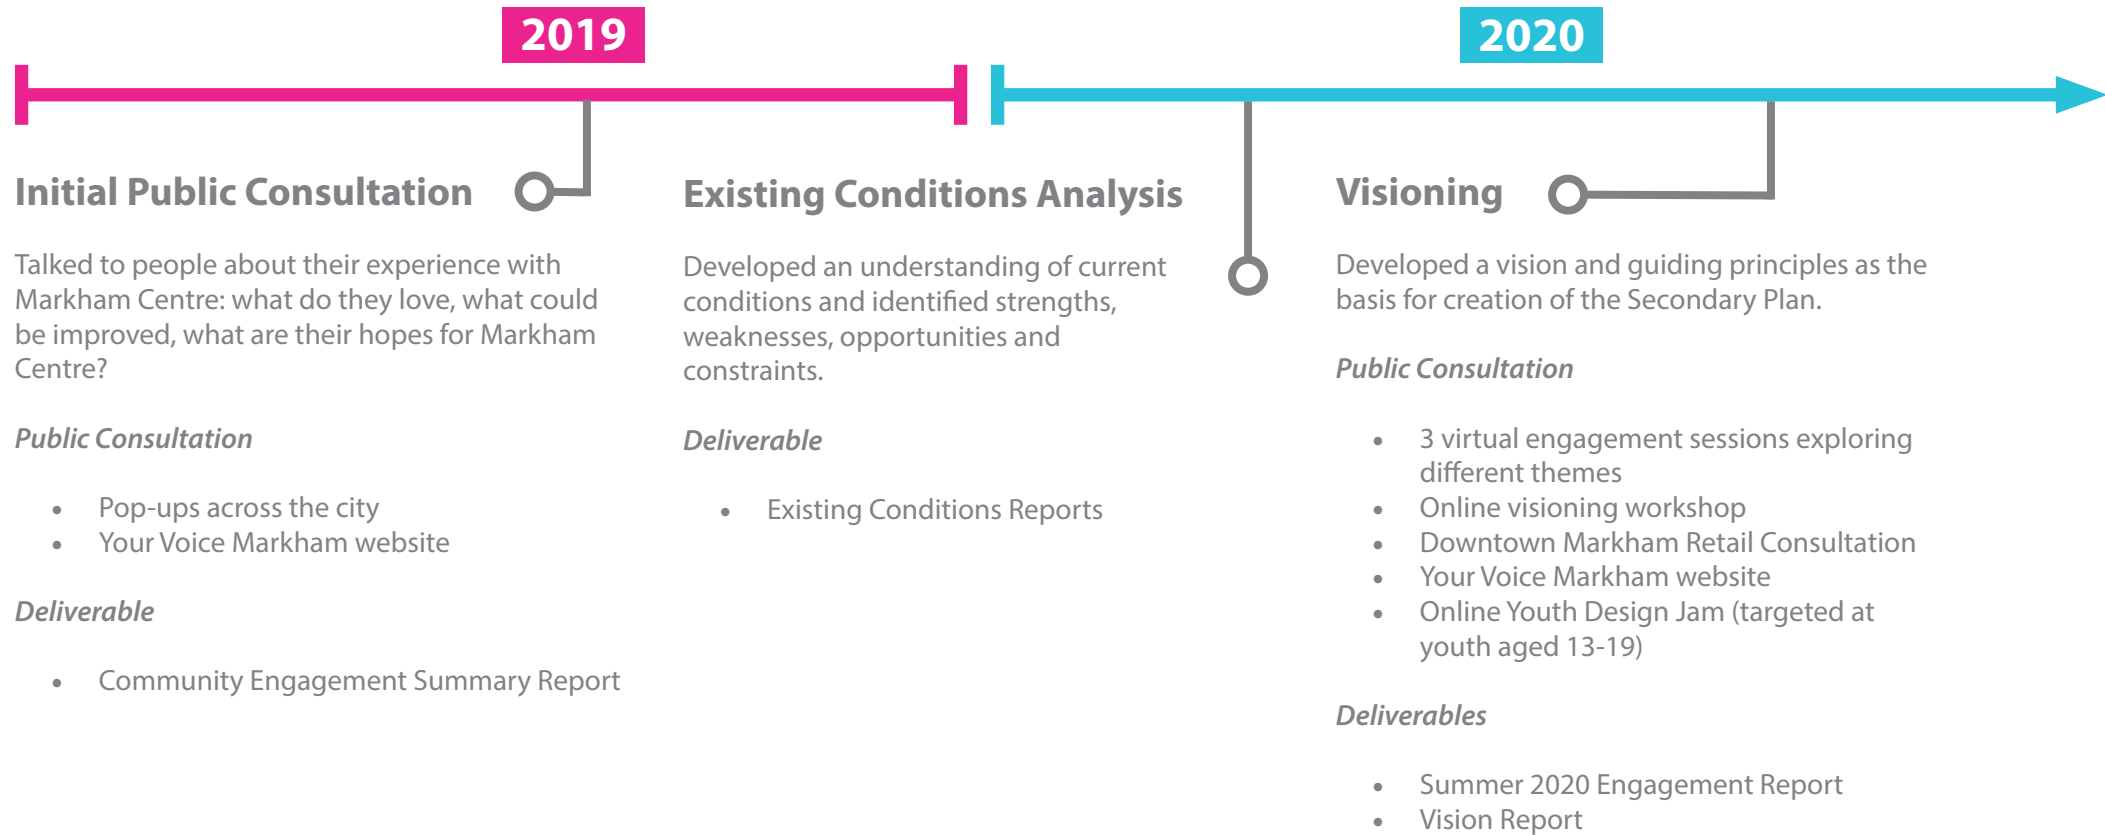 2019
2020
Initial Public Consultation
Talked to people about their experience with
Markham Centre: what do they love, what could
be improved, what are their hopes for Markham
Centre?
Public Consultation
• Pop-ups across the city
• Your Voice Markham website
Deliverable
• Community Engagement Summary Report
Existing Conditions Analysis
Developed an understanding of current
conditions and identified strengths,
weaknesses, opportunities and
constraints.
Deliverable
• Existing Conditions Reports
Visioning
Developed a vision and guiding principles as the
basis for creation of the Secondary Plan.
Public Consultation
• 3 virtual engagement sessions exploring
different themes
• Online visioning workshop
• Downtown Markham Retail Consultation
• Your Voice Markham website
• Online Youth Design Jam (targeted at
youth aged 13-19)
Deliverables
• Summer 2020 Engagement Report
• Vision Report